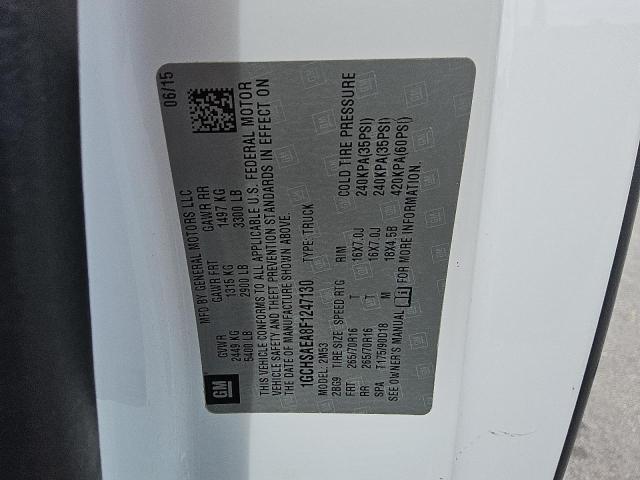 GM
MFD BY GENERAL MOTORS LLC 06/15
GVWR GAWR FRT GAWR RR
2449 KG 1315 KG 1497 KG
5400 LB 2900 LB 3300 LB
THIS VEHICLE CONFORMS TO ALL APPLICABLE U.S. FEDERAL MOTOR
VEHICLE SAFETY AND THEFT PREVENTION STANDARDS IN EFFECT ON
THE DATE OF MANUFACTURE SHOWN ABOVE.
1GCHSAEA8F1247130 TYPE: TRUCK
MODEL: 2M53
2BG9 TIRE SIZE SPEED RTG RIM COLD TIRE PRESSURE
FRT 265/70R16 T 16X7.0J 240KPA(35PSI)
RR 265/70R16 T 16X7.0J 240KPA(35PSI)
SPA T175/90D18 M 18X4.5B 420KPA(60PSI)
SEE OWNER'S MANUAL FOR MORE INFORMATION.